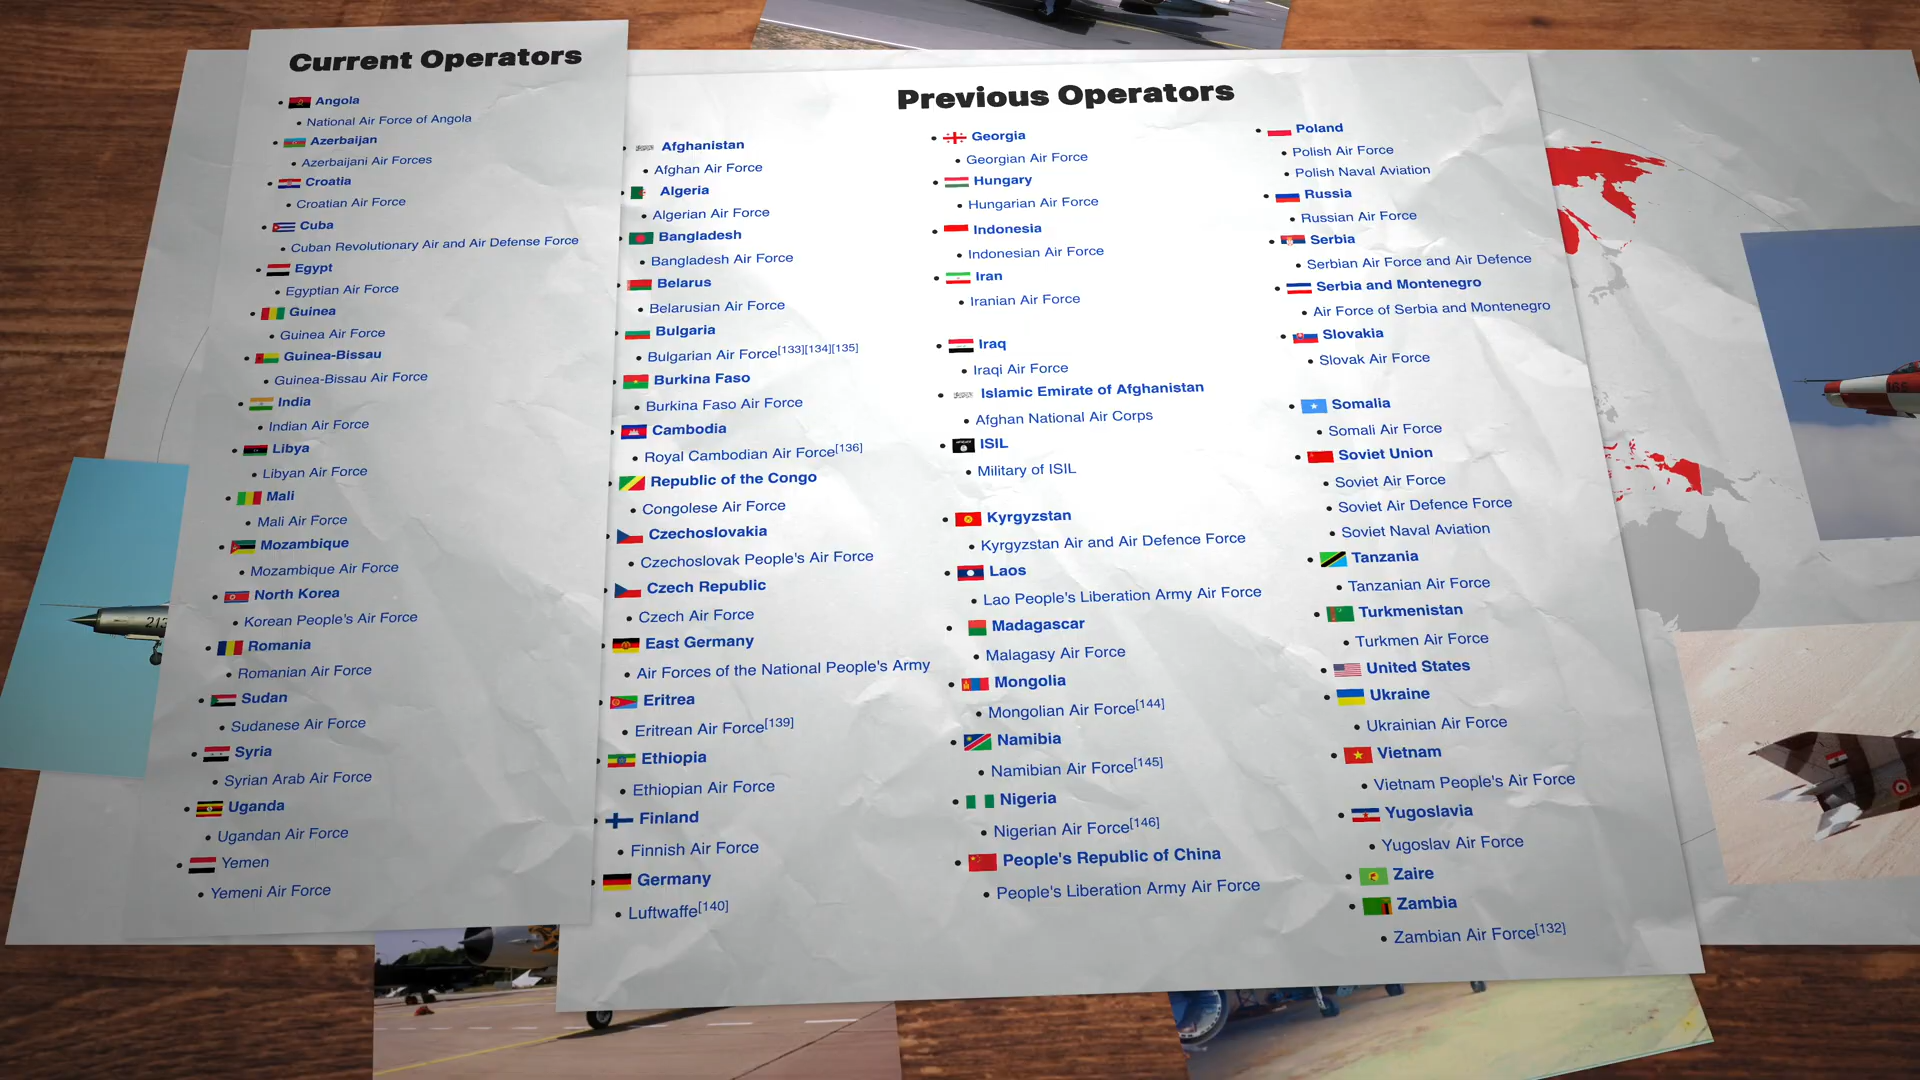 Current Operators
Angola
National Air Force of Angola
Azerbaijan
Azerbaijani Air Forces
Croatia
Croatian Air Force
Cuba
Cuban Revolutionary Air and Air Defense Force
Egypt
Egyptian Air Force
Guinea
Guinea Air Force
Guinea-Bissau
Guinea-Bissau Air Force
India
Indian Air Force
Libya
Libyan Air Force
Mali
Mali Air Force
Mozambique
Mozambique Air Force
North Korea
Korean People's Air Force
Romania
Romanian Air Force
Sudan
Sudanese Air Force
Syria
Syrian Arab Air Force
Uganda
Ugandan Air Force
Yemen
Yemeni Air Force
Previous Operators
Afghanistan
Afghan Air Force
Algeria
Algerian Air Force
Bangladesh
Bangladesh Air Force
Belarus
Belarusian Air Force
Bulgaria
Bulgarian Air Force[133][134][135]
Burkina Faso
Burkina Faso Air Force
Cambodia
Royal Cambodian Air Force[136]
Republic of the Congo
Congolese Air Force
Czechoslovakia
Czechoslovak People's Air Force
Czech Republic
Czech Air Force
East Germany
Air Forces of the National People's Army
Eritrea
Eritrean Air Force[139]
Ethiopia
Ethiopian Air Force
Finland
Finnish Air Force
Germany
Luftwaffe[140]
Georgia
Georgian Air Force
Hungary
Hungarian Air Force
Indonesia
Indonesian Air Force
Iran
Iranian Air Force
Iraq
Iraqi Air Force
Islamic Emirate of Afghanistan
Afghan National Air Corps
ISIL
Military of ISIL
Kyrgyzstan
Kyrgyzstan Air and Air Defense Force
Laos
Lao People's Liberation Army Air Force
Madagascar
Malagasy Air Force
Mongolia
Mongolian Air Force[144]
Namibia
Namibian Air Force[145]
Nigeria
Nigerian Air Force[146]
People's Republic of China
People's Liberation Army Air Force
Poland
Polish Air Force
Polish Naval Aviation
Russia
Russian Air Force
Serbia
Serbian Air Force and Air Defence
Serbia and Montenegro
Air Force of Serbia and Montenegro
Slovakia
Slovak Air Force
Somalia
Somali Air Force
Soviet Union
Soviet Air Force
Soviet Air Defence Force
Soviet Naval Aviation
Tanzania
Tanzanian Air Force
Turkmenistan
Turkmen Air Force
United States
Ukraine
Ukrainian Air Force
Vietnam
Vietnam People's Air Force
Yugoslavia
Yugoslav Air Force
Zaire
Zambia
Zambian Air Force[132]